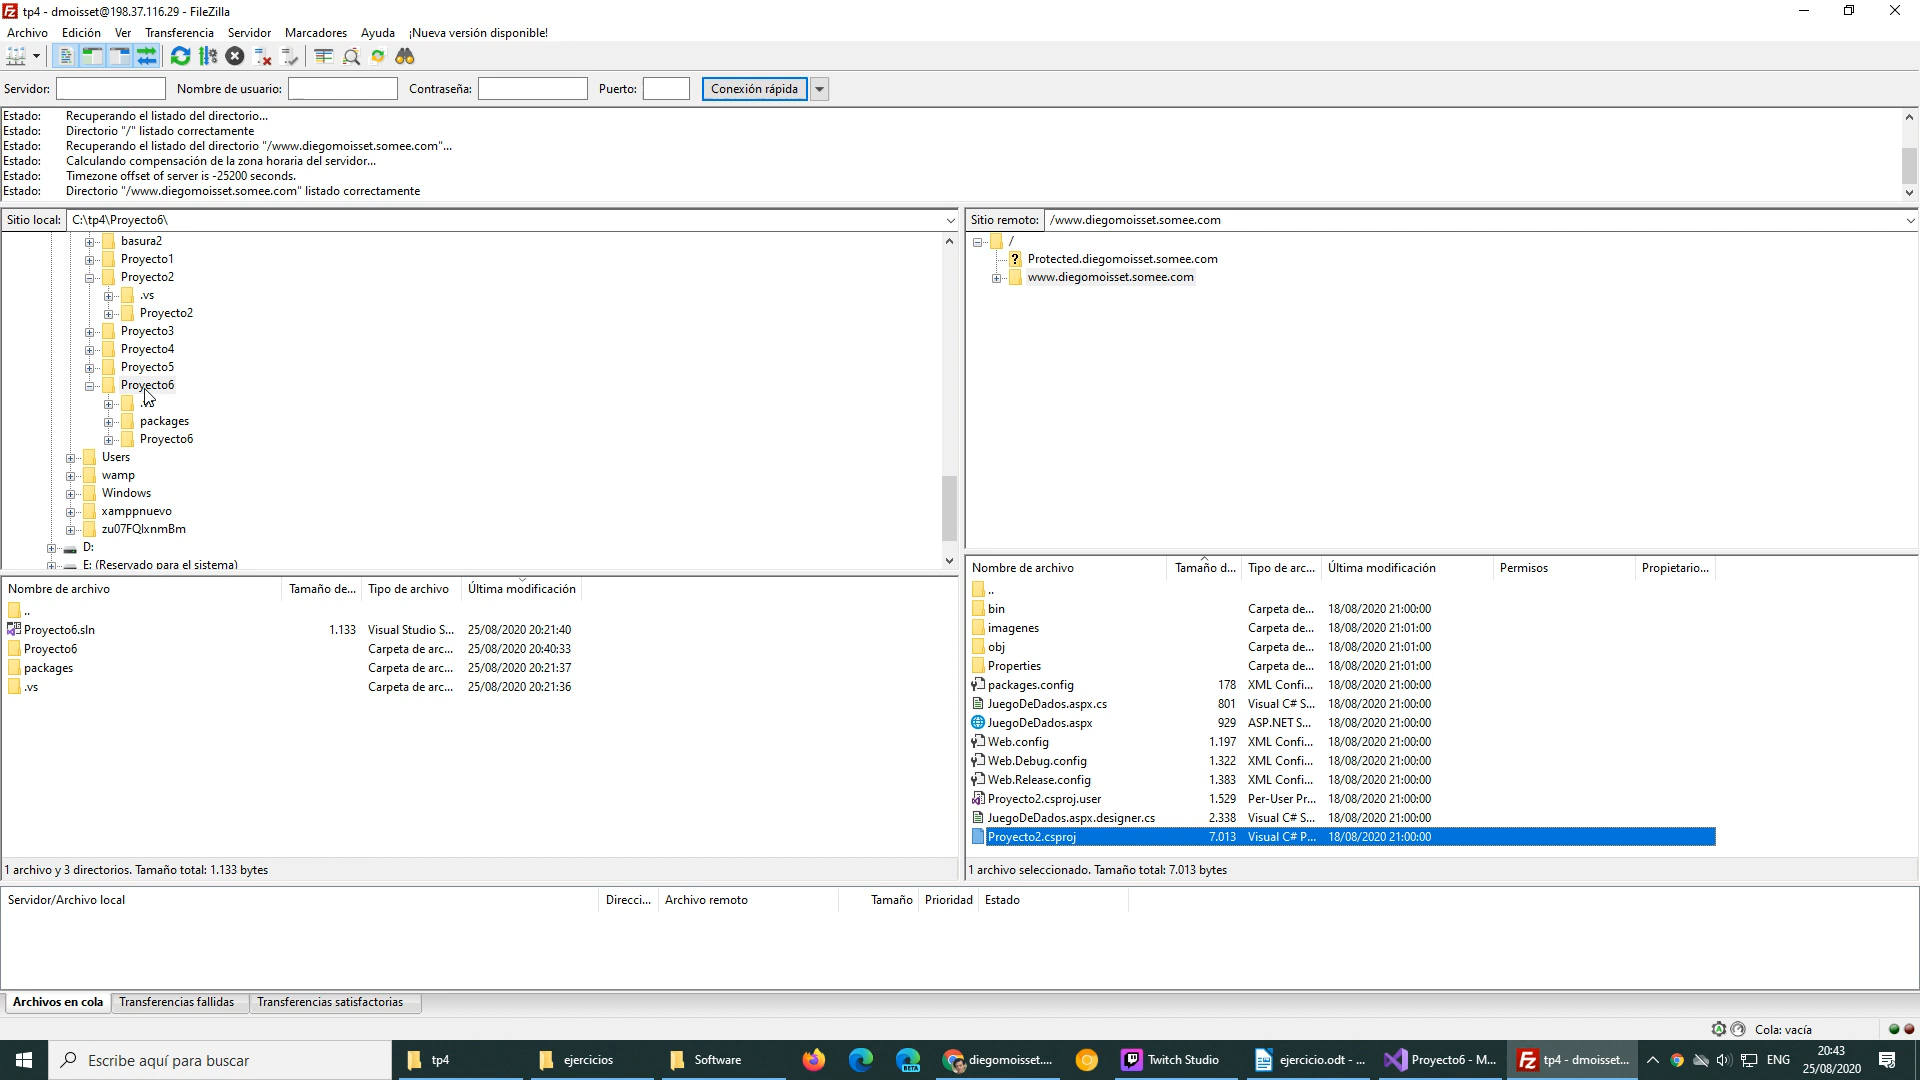 tp4 - dmoisset@198.37.116.29 - FileZilla
Archivo Edición Ver Transferencia Servidor Marcadores Ayuda ¡Nueva versión disponible!
Servidor: Nombre de usuario: Contraseña: Puerto: Conexión rápida
Estado: Recuperando el listado del directorio...
Estado: Directorio "/" listado correctamente
Estado: Recuperando el listado del directorio "/www.diegomoisset.somee.com"...
Estado: Calculando compensación de la zona horaria del servidor...
Estado: Timezone offset of server is -25200 seconds.
Estado: Directorio "/www.diegomoisset.somee.com" listado correctamente
Sitio local: C:\tp4\Proyecto6\
basura2
Proyecto1
Proyecto2
.vs
Proyecto2
Proyecto3
Proyecto4
Proyecto5
Proyecto6
.vs
packages
Proyecto6
Users
wamp
Windows
xamppnuevo
zu07FQlxnmBm
D:
E: (Reservado para el sistema)
Nombre de archivo Tamaño de... Tipo de archivo Última modificación
..
Proyecto6.sln 1.133 Visual Studio S... 25/08/2020 20:21:40
Proyecto6 Carpeta de arc... 25/08/2020 20:40:33
packages Carpeta de arc... 25/08/2020 20:21:37
.vs Carpeta de arc... 25/08/2020 20:21:36
1 archivo y 3 directorios. Tamaño total: 1.133 bytes
Sitio remoto: /www.diegomoisset.somee.com
/
Protected.diegomoisset.somee.com
www.diegomoisset.somee.com
Nombre de archivo Tamaño d... Tipo de arc... Última modificación Permisos Propietario...
..
bin Carpeta de... 18/08/2020 21:00:00
imagenes Carpeta de... 18/08/2020 21:01:00
obj Carpeta de... 18/08/2020 21:01:00
Properties Carpeta de... 18/08/2020 21:01:00
packages.config 178 XML Confi... 18/08/2020 21:00:00
JuegoDeDados.aspx.cs 801 Visual C# S... 18/08/2020 21:00:00
JuegoDeDados.aspx 929 ASP.NET S... 18/08/2020 21:00:00
Web.config 1.197 XML Confi... 18/08/2020 21:00:00
Web.Debug.config 1.322 XML Confi... 18/08/2020 21:00:00
Web.Release.config 1.383 XML Confi... 18/08/2020 21:00:00
Proyecto2.csproj.user 1.529 Per-User Pr... 18/08/2020 21:00:00
JuegoDeDados.aspx.designer.cs 2.338 Visual C# S... 18/08/2020 21:00:00
Proyecto2.csproj 7.013 Visual C# P... 18/08/2020 21:00:00
1 archivo seleccionado. Tamaño total: 7.013 bytes
Servidor/Archivo local Direcci... Archivo remoto Tamaño Prioridad Estado
Archivos en cola Transferencias fallidas Transferencias satisfactorias
Cola: vacía
Escribe aquí para buscar tp4 ejercicios Software BETA diegomoisset.... Twitch Studio ejercicio.odt - ... Proyecto6 - M... tp4 - dmoisset... ENG 20:43
25/08/2020